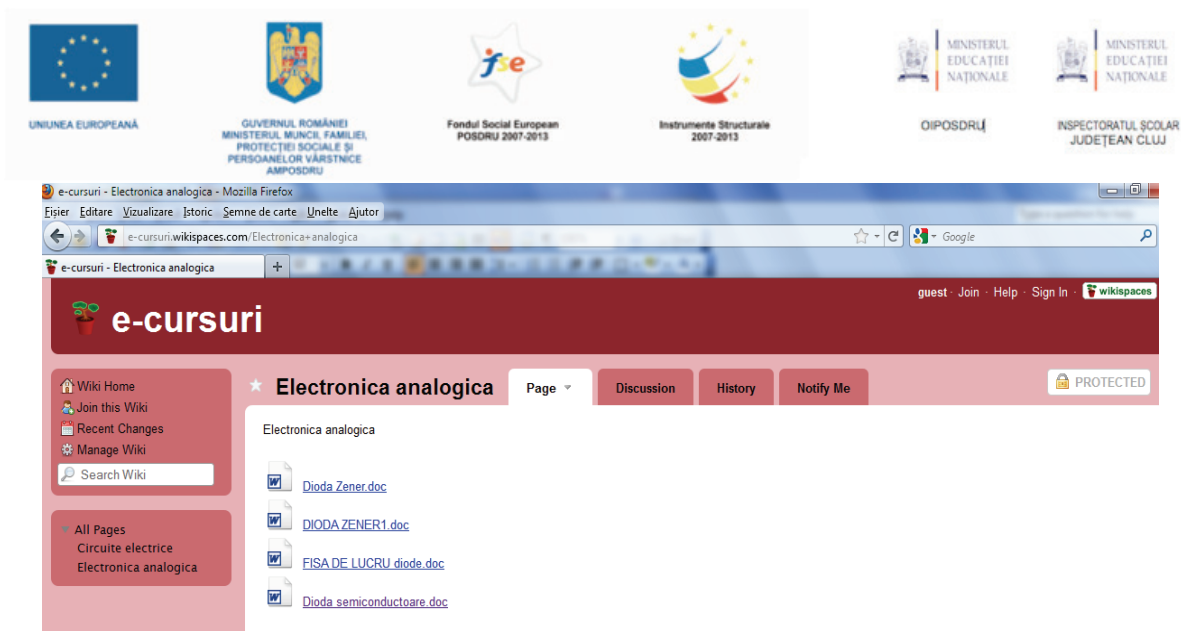 UNIUNEA EUROPEANĂ
GUVERNUL ROMÂNIEI
MINISTERUL MUNCII, FAMILIEI,
PROTECȚIEI SOCIALE ȘI
PERSOANELOR VÂRSTNICE
AMPOSDRU
fse
Fondul Social European
POSDRU 2007-2013
Instrumente Structurale
2007-2013
MINISTERUL
EDUCAȚIEI
NAȚIONALE
OIPOSDRU
MINISTERUL
EDUCAȚIEI
NAȚIONALE
INSPECTORATUL ȘCOLAR
JUDEȚEAN CLUJ
e-cursuri - Electronica analogica - Mozilla Firefox
Fișier Editare Vizualizare Istoric Semne de carte Unelte Ajutor
e-cursuri.wikispaces.com/Electronica+analogica
Google
e-cursuri - Electronica analogica
guest · Join · Help · Sign In · wikispaces
e-cursuri
Wiki Home
Join this Wiki
Recent Changes
Manage Wiki
Search Wiki
All Pages
Circuite electrice
Electronica analogica
Electronica analogica Page Discussion History Notify Me PROTECTED
Electronica analogica
Dioda Zener.doc
DIODA ZENER1.doc
FISA DE LUCRU diode.doc
Dioda semiconductoare.doc